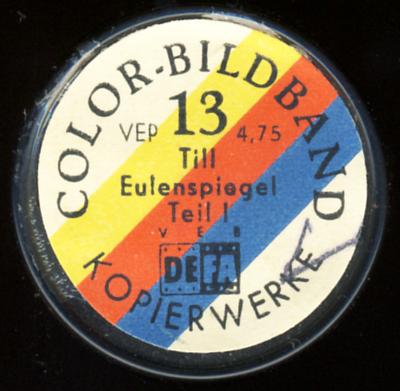 COLOR-BILDBAND
VEP 13 4,75
Till
Eulenspiegel
Teil I
VEB
DEFA
KOPIERWERKE